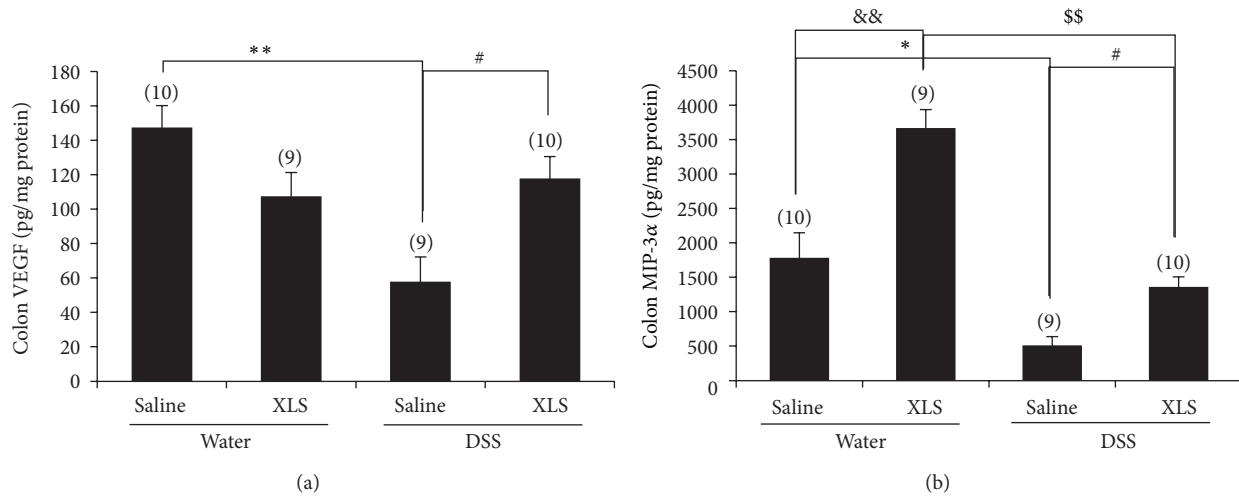 **
#
Colon VEGF (pg/mg protein)
180
160
140
120
100
80
60
40
20
0
(10)
(9)
(9)
(10)
Saline
XLS
Saline
XLS
Water
DSS
(a)
&&
$$
*
#
Colon MIP-3α (pg/mg protein)
4500
4000
3500
3000
2500
2000
1500
1000
500
0
(10)
(9)
(9)
(10)
Saline
XLS
Saline
XLS
Water
DSS
(b)